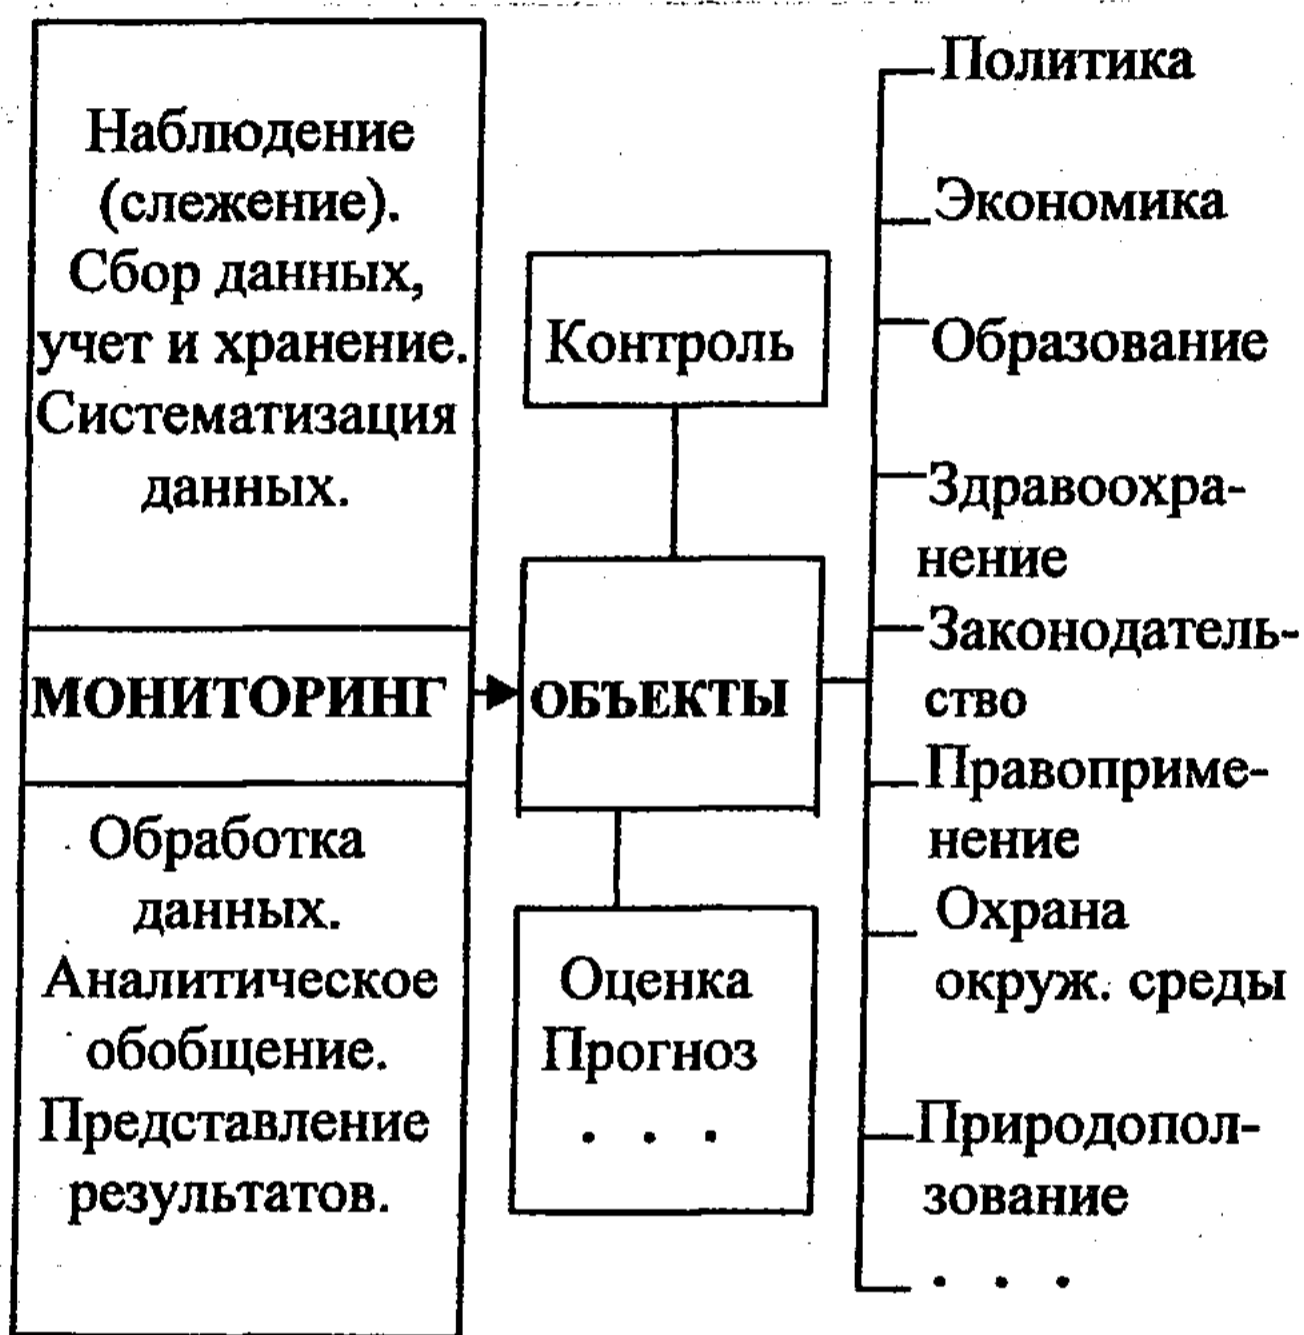 Наблюдение
(слежение).
Сбор данных,
учет и хранение.
Систематизация
данных.
МОНИТОРИНГ
Обработка
данных.
Аналитическое
обобщение.
Представление
результатов.
Контроль
ОБЪЕКТЫ
Оценка
Прогноз
. . .
Политика
Экономика
Образование
Здравоохра-
нение
Законодатель-
ство
Правоприме-
нение
Охрана
окруж. среды
Природопол-
зование
. . .